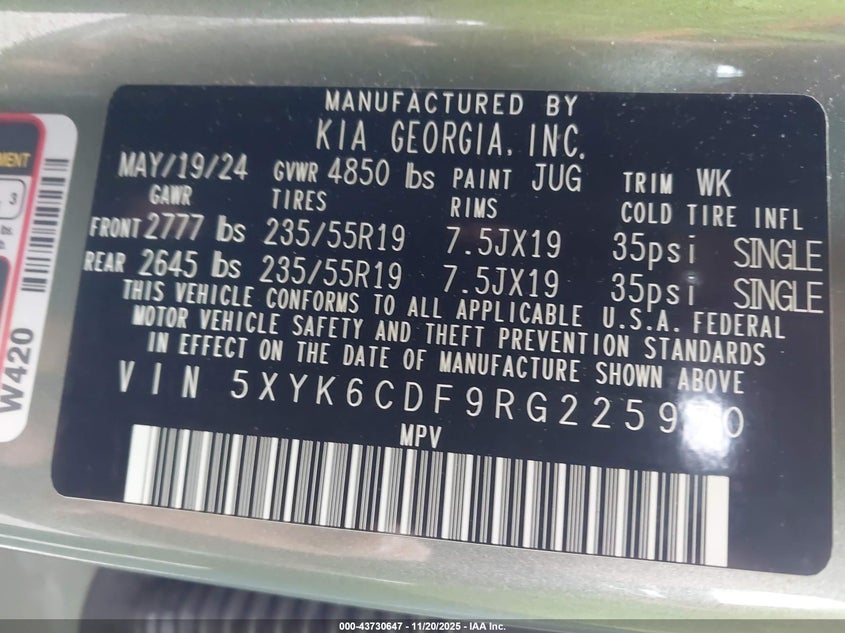 MANUFACTURED BY
KIA GEORGIA, INC.
MAY/19/24 GVWR 4850 lbs PAINT JUG TRIM WK
GAWR TIRES RIMS COLD TIRE INFL
FRONT 2777 lbs 235/55R19 7.5JX19 35psi SINGLE
REAR 2645 lbs 235/55R19 7.5JX19 35psi SINGLE
THIS VEHICLE CONFORMS TO ALL APPLICABLE U.S.A. FEDERAL
MOTOR VEHICLE SAFETY AND THEFT PREVENTION STANDARDS
IN EFFECT ON THE DATE OF MANUFACTURE SHOWN ABOVE
VIN
MPV
MENT
3
W420
000-43730647 - 11/20/2025 - IAA Inc.